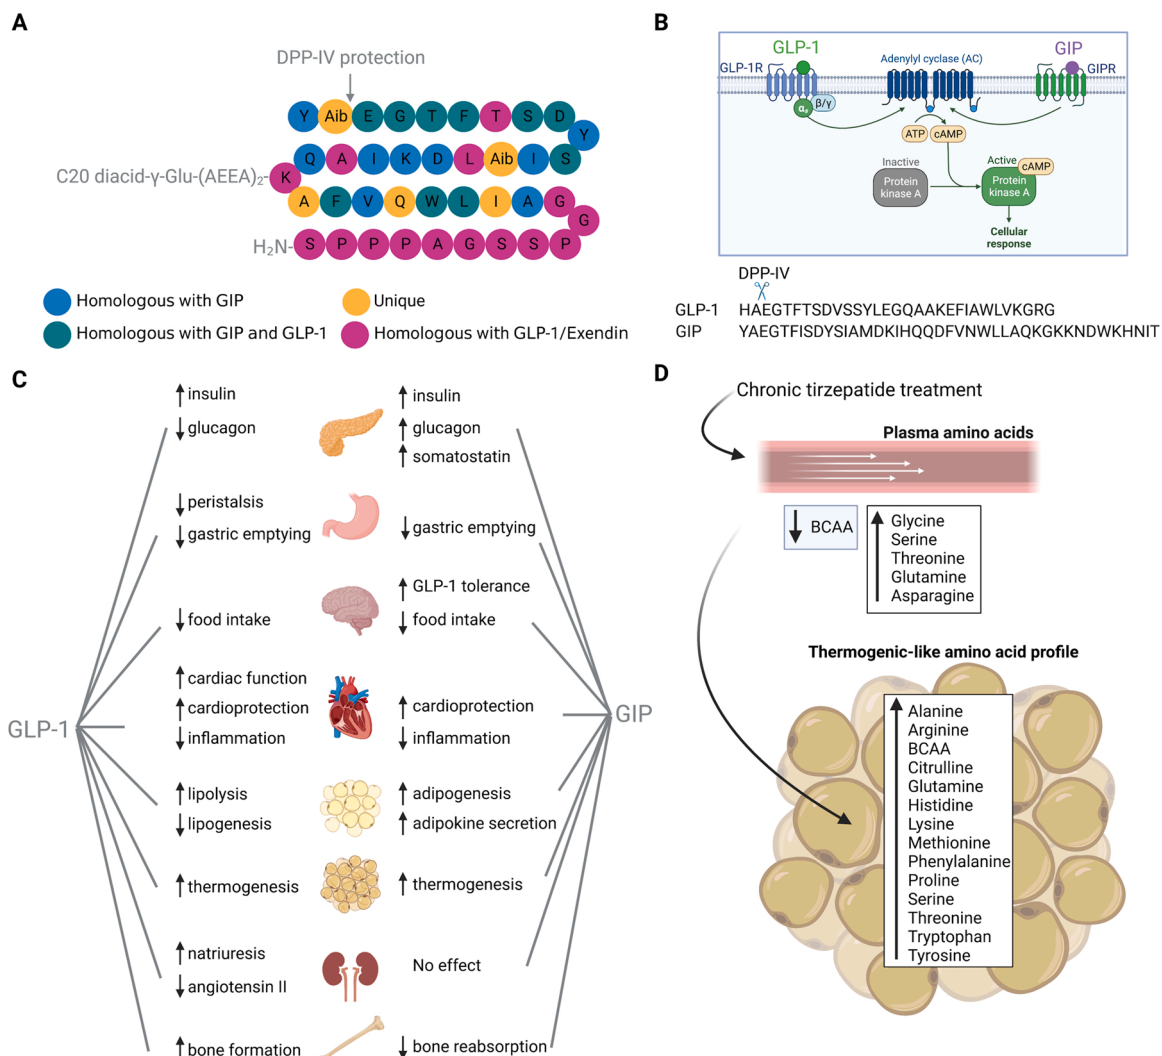 A
DPP-IV protection
Y Aib E G T F T S D
Y
Q A I K D L Aib I S
C20 diacid-γ-Glu-(AEEA)₂- K
A F V Q W L I A G
G
H₂N- S P P P A G S S P
Homologous with GIP
Unique
Homologous with GIP and GLP-1
Homologous with GLP-1/Exendin
B
GLP-1
GIP
GLP-1R
Adenylyl cyclase (AC)
GIPR
αₛ
β/γ
ATP
cAMP
Inactive
Protein
kinase A
Active
cAMP
Protein
kinase A
Cellular
response
DPP-IV
GLP-1 HAEGTFTSDVSSYLEGQAAKEFIAWLVKGRG
GIP YAEGTFISDYSIAMDKIHQQDFVNWLLAQKGKKNDWKHNIT
C
GLP-1
GIP
insulin
glucagon
insulin
glucagon
somatostatin
peristalsis
gastric emptying
gastric emptying
food intake
GLP-1 tolerance
food intake
cardiac function
cardioprotection
inflammation
cardioprotection
inflammation
lipolysis
lipogenesis
adipogenesis
adipokine secretion
thermogenesis
thermogenesis
natriuresis
angiotensin II
No effect
bone formation
bone reabsorption
D
Chronic tirzepatide treatment
Plasma amino acids
BCAA
Glycine
Serine
Threonine
Glutamine
Asparagine
Thermogenic-like amino acid profile
Alanine
Arginine
BCAA
Citrulline
Glutamine
Histidine
Lysine
Methionine
Phenylalanine
Proline
Serine
Threonine
Tryptophan
Tyrosine